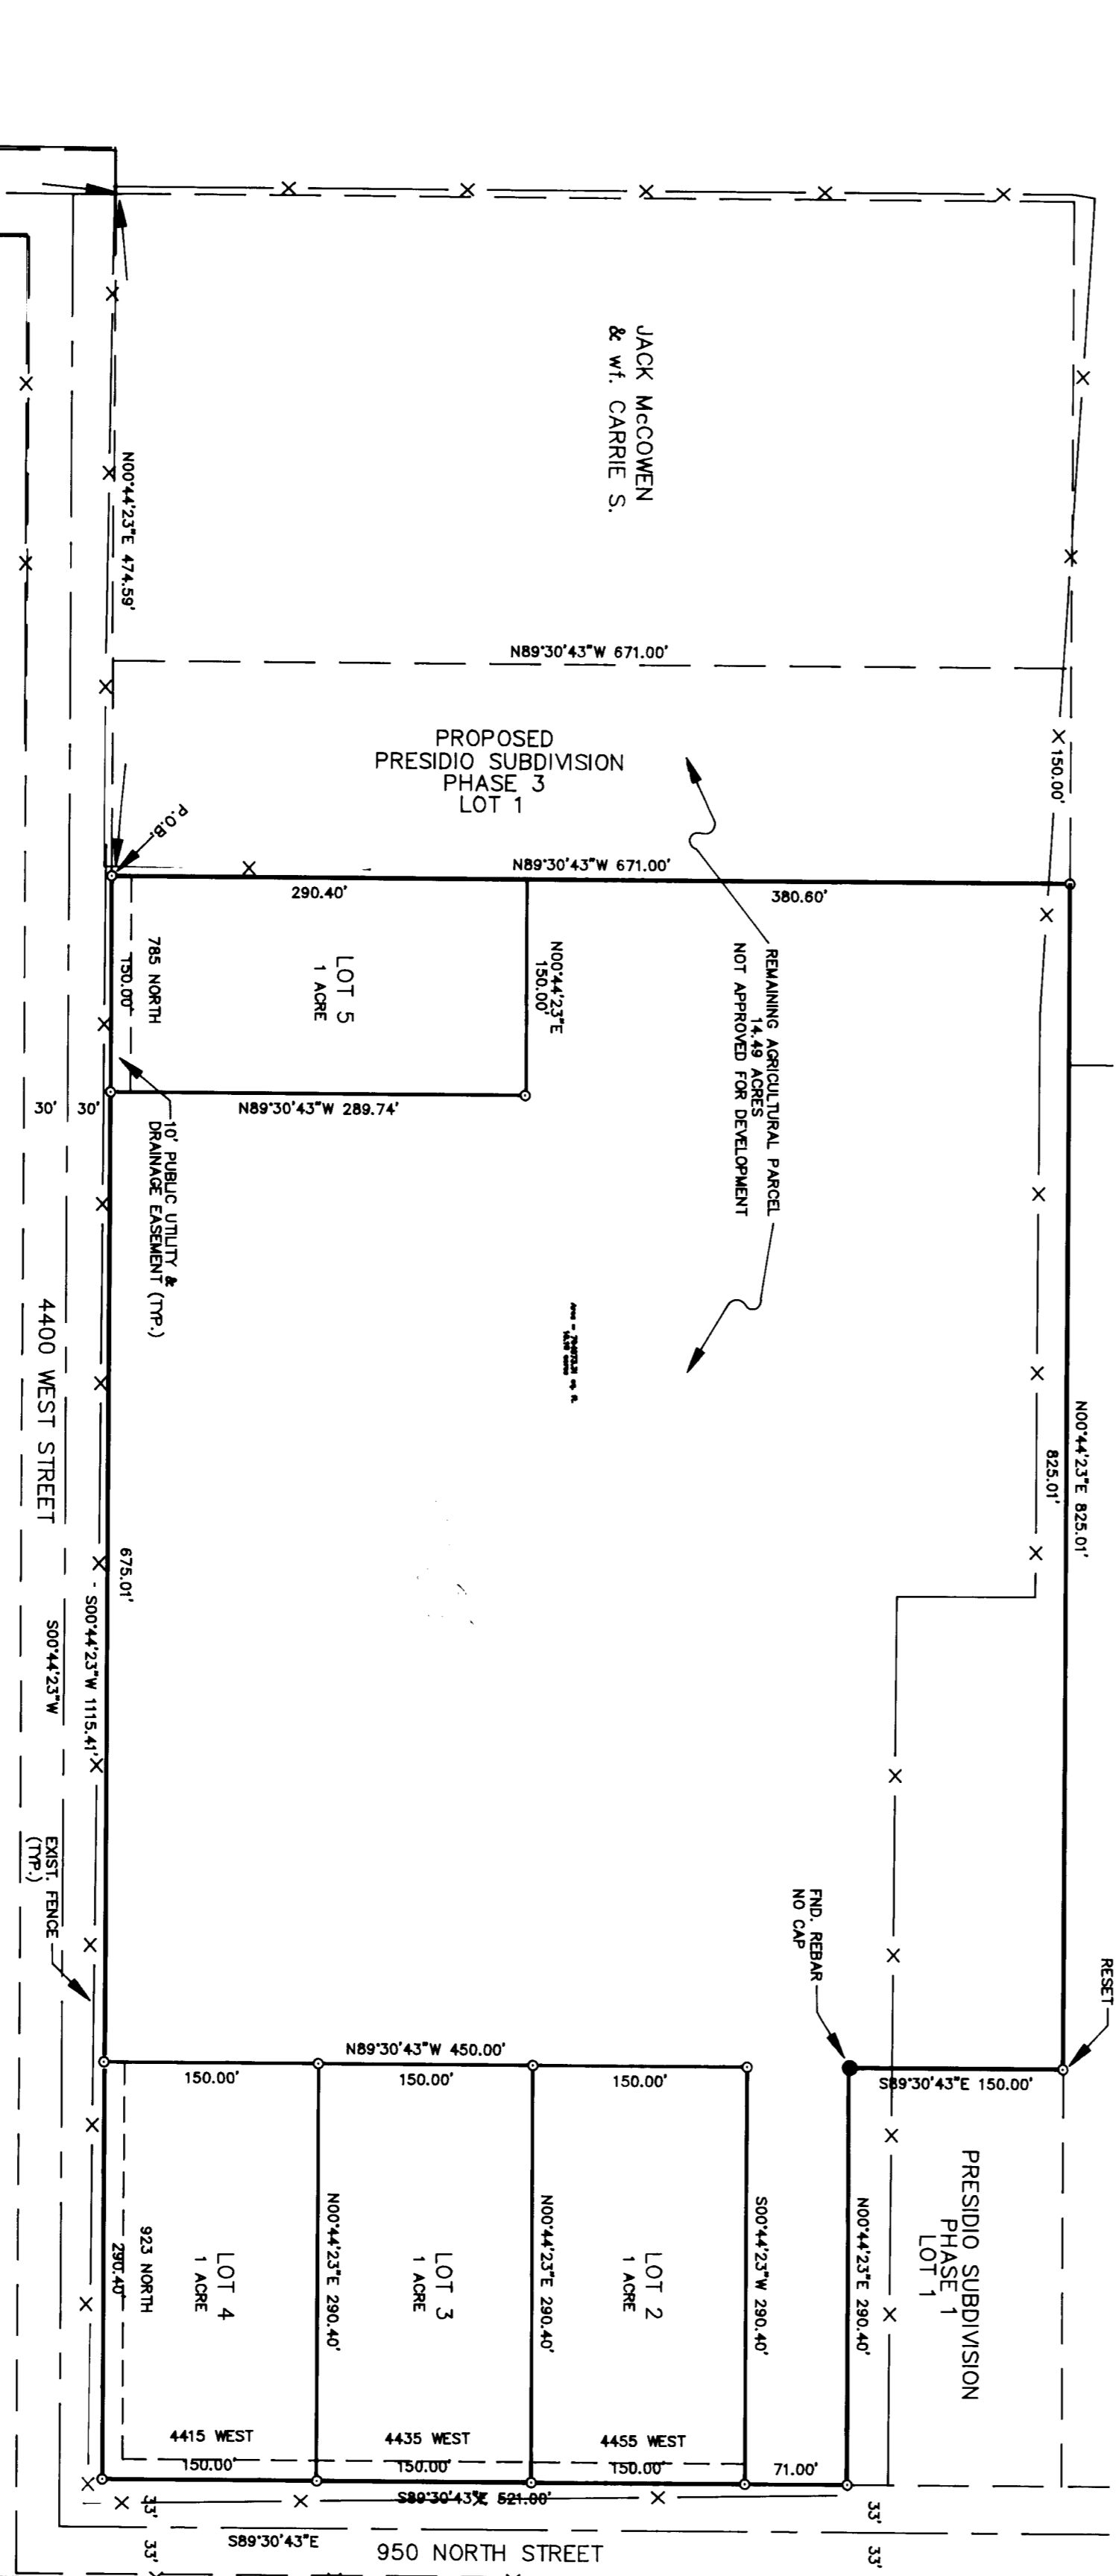 JACK McCOWEN
& wf. CARRIE S.
N00°44'23"E 474.59'
N89°30'43"W 671.00'
PROPOSED
PRESIDIO SUBDIVISION
PHASE 3
LOT 1
150.00'
P.O.B.
N89°30'43"W 671.00'
290.40'
380.60'
785 NORTH
150.00'
LOT 5
1 ACRE
N00°44'23"E
150.00'
REMAINING AGRICULTURAL PARCEL
14.49 ACRES
NOT APPROVED FOR DEVELOPMENT
30'
30'
N89°30'43"W 289.74'
10' PUBLIC UTILITY &
DRAINAGE EASEMENT (TYP.)
4400 WEST STREET
N00°44'23"E 825.01'
825.01'
675.01'
S00°44'23"W 1115.41'
S00°44'23"W
EXIST. FENCE
(TYP.)
FND. REBAR
NO CAP
RESET
N89°30'43"W 450.00'
150.00'
150.00'
150.00'
S89°30'43"E 150.00'
PRESIDIO SUBDIVISION
PHASE 1
LOT 1
923 NORTH
290.40'
LOT 4
1 ACRE
N00°44'23"E 290.40'
LOT 3
1 ACRE
N00°44'23"E 290.40'
LOT 2
1 ACRE
S00°44'23"W 290.40'
N00°44'23"E 290.40'
4415 WEST
4435 WEST
4455 WEST
150.00'
150.00'
150.00'
71.00'
S89°30'43"E 521.00'
33'
33'
33'
33'
S89°30'43"E
950 NORTH STREET